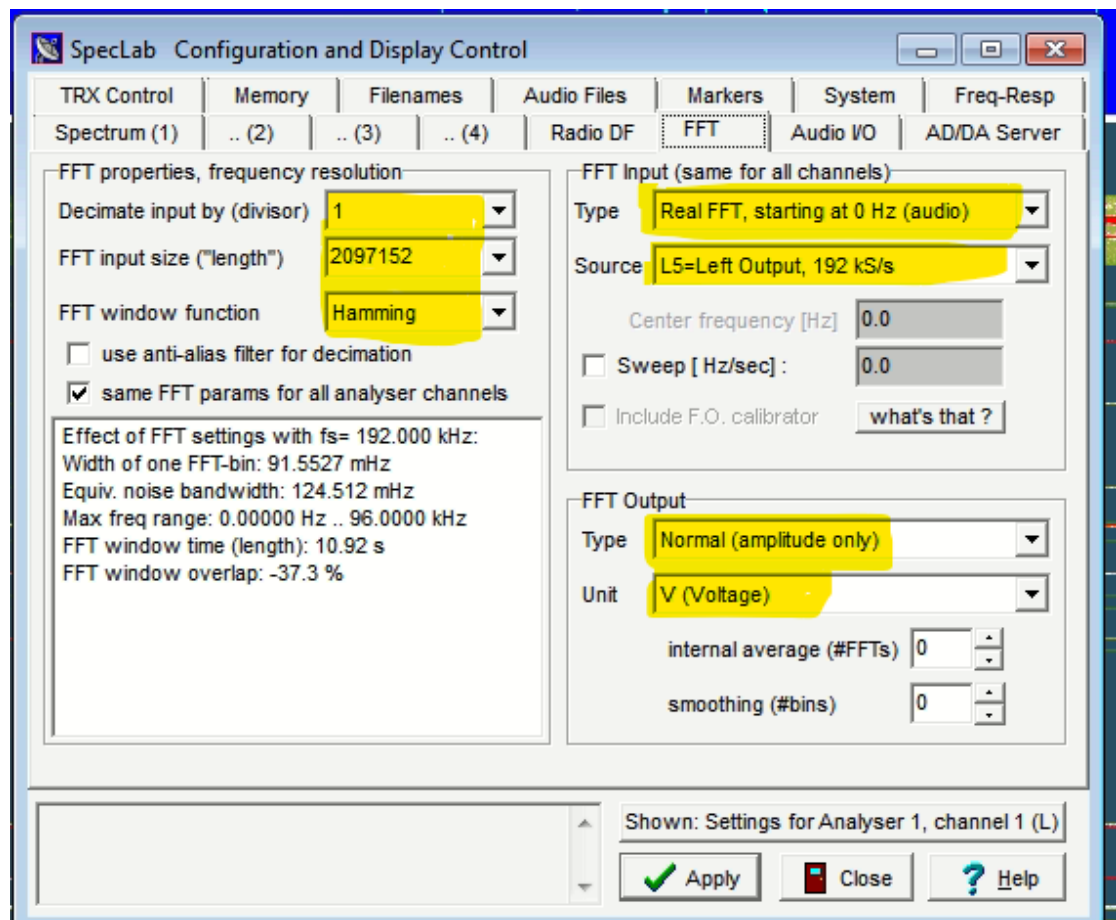 SpecLab Configuration and Display Control
TRX Control Memory Filenames Audio Files Markers System Freq-Resp
Spectrum (1) .. (2) .. (3) .. (4) Radio DF FFT Audio I/O AD/DA Server
FFT properties, frequency resolution
Decimate input by (divisor) 1
FFT input size ("length") 2097152
FFT window function Hamming
use anti-alias filter for decimation
same FFT params for all analyser channels
Effect of FFT settings with fs= 192.000 kHz:
Width of one FFT-bin: 91.5527 mHz
Equiv. noise bandwidth: 124.512 mHz
Max freq range: 0.00000 Hz .. 96.0000 kHz
FFT window time (length): 10.92 s
FFT window overlap: -37.3 %
FFT Input (same for all channels)
Type Real FFT, starting at 0 Hz (audio)
Source L5=Left Output, 192 kS/s
Center frequency [Hz] 0.0
Sweep [ Hz/sec] : 0.0
Include F.O. calibrator what's that ?
FFT Output
Type Normal (amplitude only)
Unit V (Voltage)
internal average (#FFTs) 0
smoothing (#bins) 0
Shown: Settings for Analyser 1, channel 1 (L)
Apply Close Help